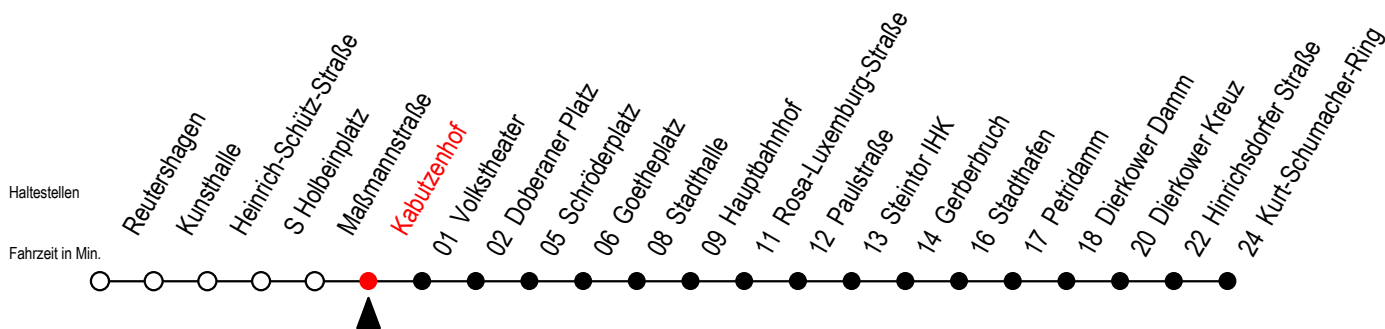 Haltestellen
Fahrzeit in Min.
Reutershagen
Kunsthalle
Heinrich-Schütz-Straße
S Holbeinplatz
Maßmannstraße
Kabutzenhof
01 Volkstheater
02 Doberaner Platz
05 Schröderplatz
06 Goetheplatz
08 Stadthalle
09 Hauptbahnhof
11 Rosa-Luxemburg-Straße
12 Paulstraße
13 Steintor IHK
14 Gerberbruch
16 Stadthafen
17 Petridamm
18 Dierkower Damm
20 Dierkower Kreuz
22 Hinrichsdorfer Straße
24 Kurt-Schumacher-Ring